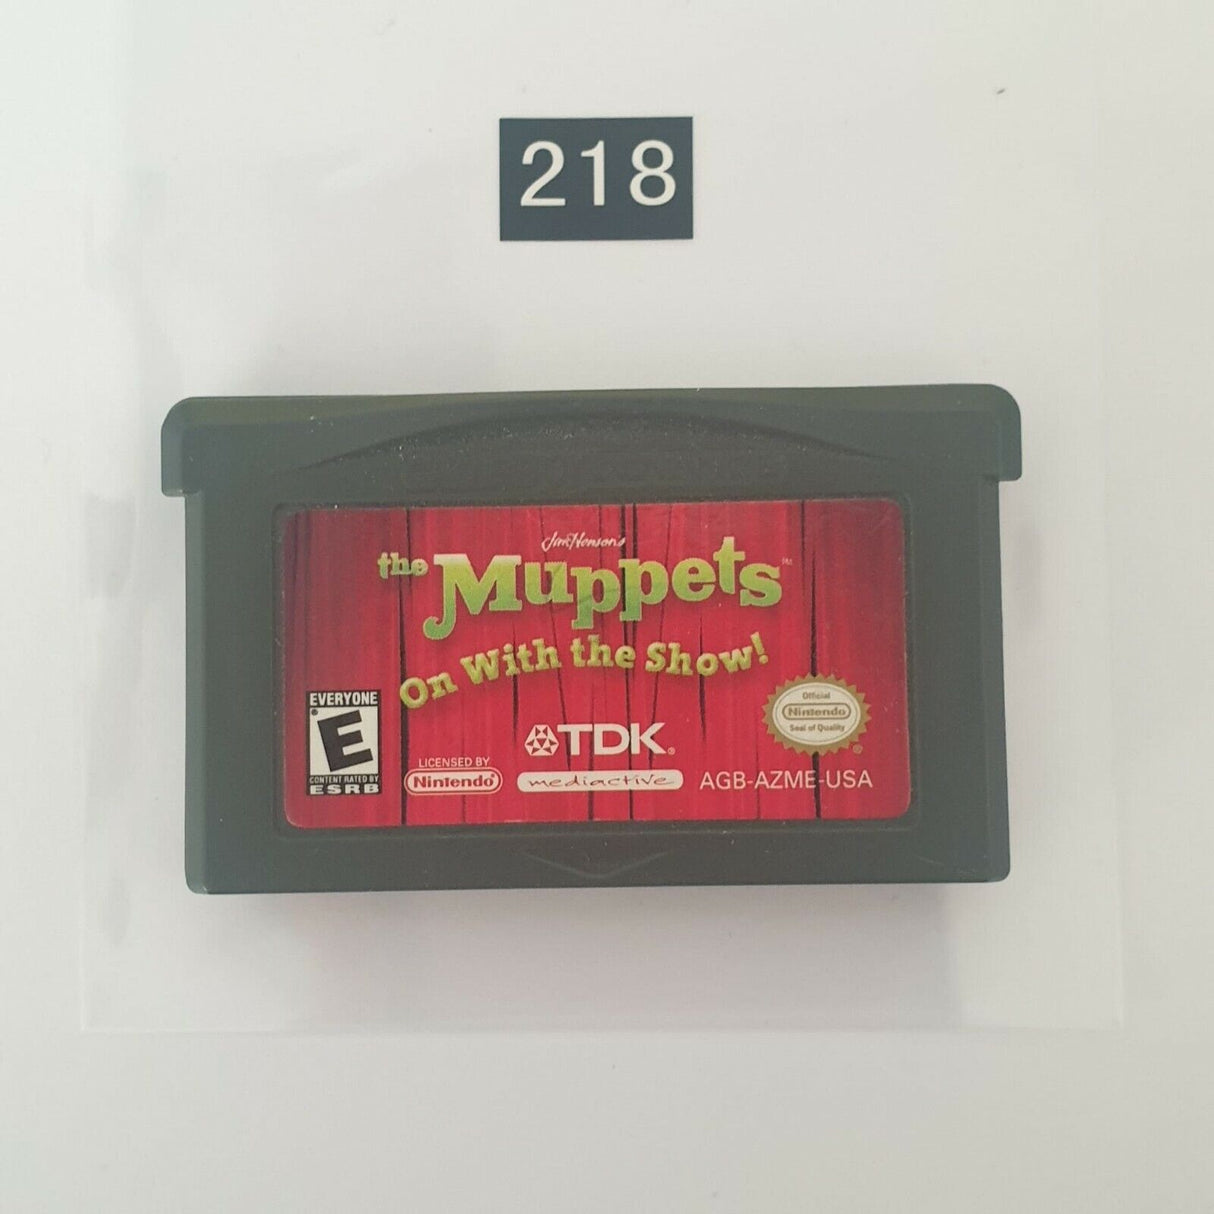 218
Jim Henson's
the Muppets™
On With the Show!
EVERYONE
E
CONTENT RATED BY
ESRB
LICENSED BY
Nintendo®
TDK®
mediactive
AGB-AZME-USA
Official
Nintendo
Seal of Quality